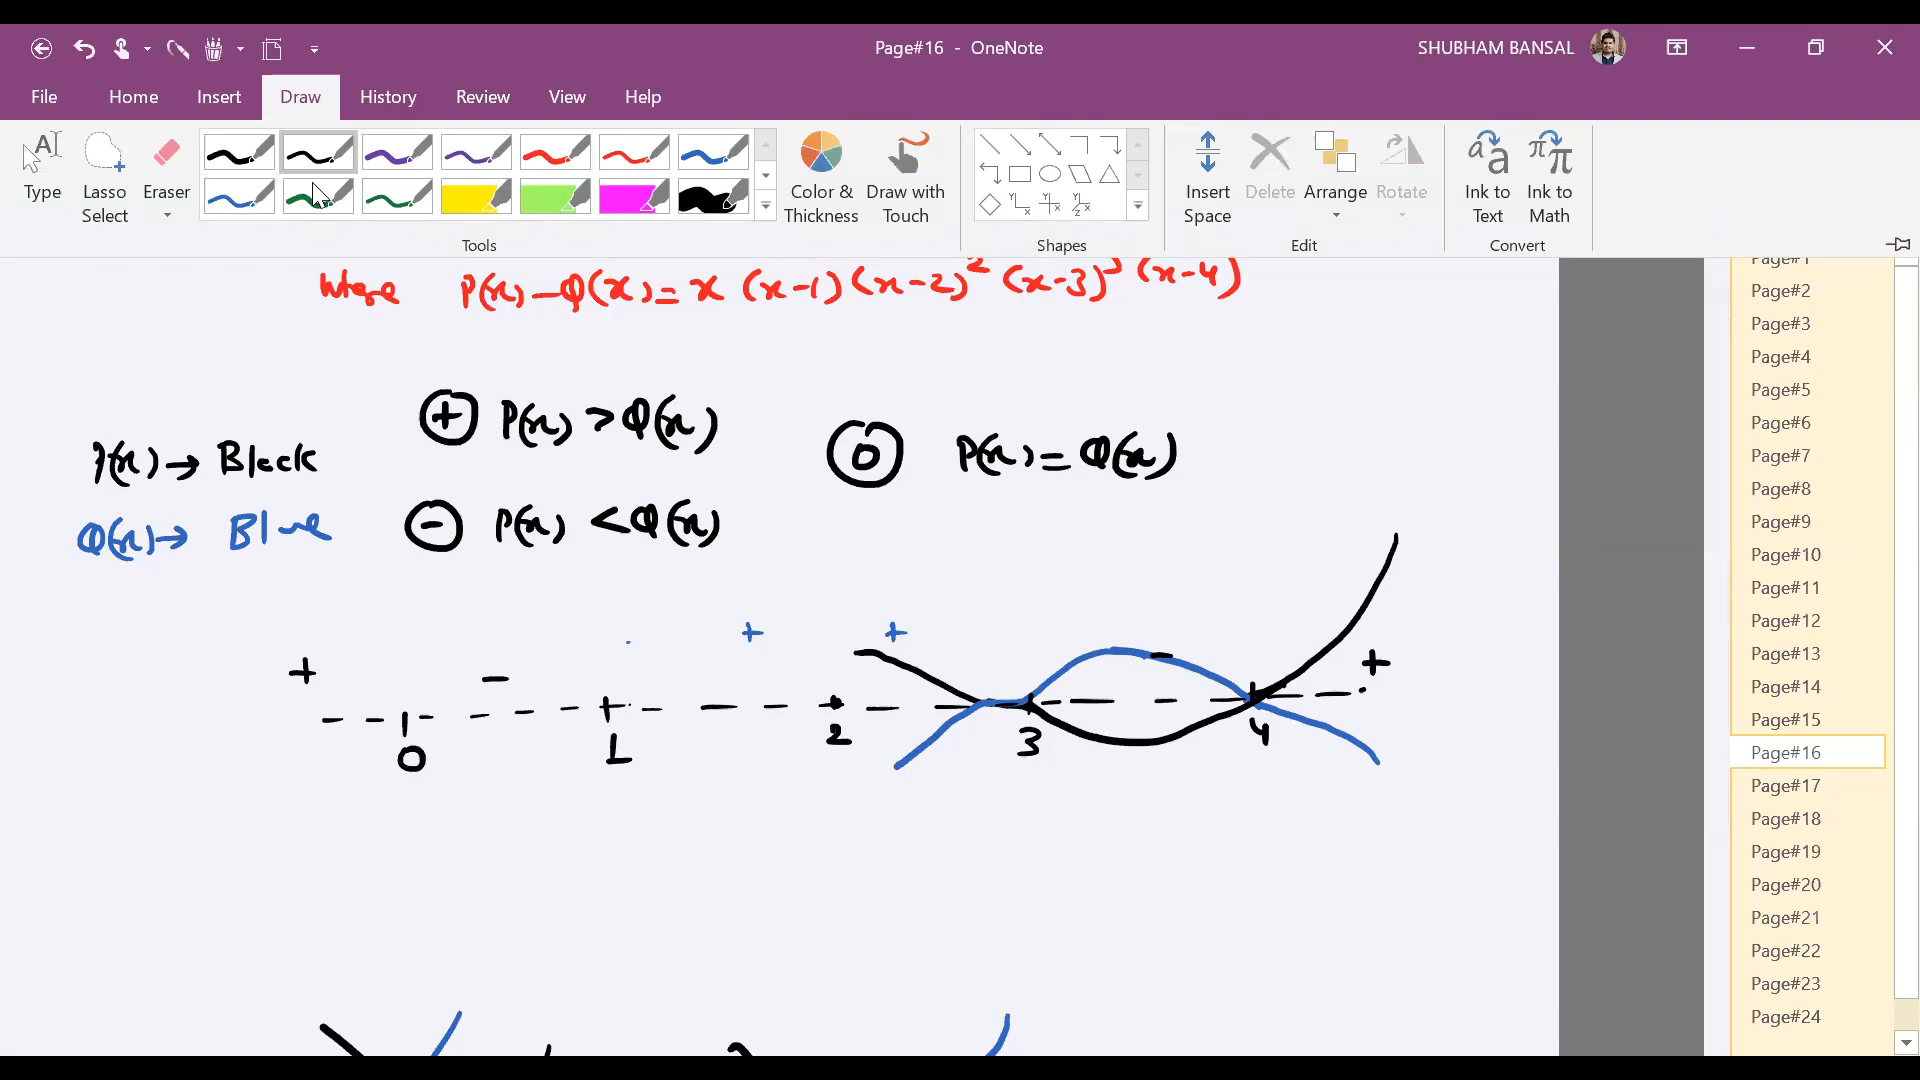 Page#16 - OneNote
SHUBHAM BANSAL
File Home Insert Draw History Review View Help
Type
Lasso Select
Eraser
Color & Thickness
Draw with Touch
Insert Space
Delete
Arrange
Rotate
Ink to Text
Ink to Math
Tools
Shapes
Edit
Convert
where P(x) - Q(x) = x (x-1) (x-2)² (x-3)³ (x-4)
P(x) → Black
Q(x) → Blue
⊕ P(x) > Q(x)
⊖ P(x) < Q(x)
0 P(x) = Q(x)
+ - + + - +
0 1 2 3 4
Page#1
Page#2
Page#3
Page#4
Page#5
Page#6
Page#7
Page#8
Page#9
Page#10
Page#11
Page#12
Page#13
Page#14
Page#15
Page#16
Page#17
Page#18
Page#19
Page#20
Page#21
Page#22
Page#23
Page#24